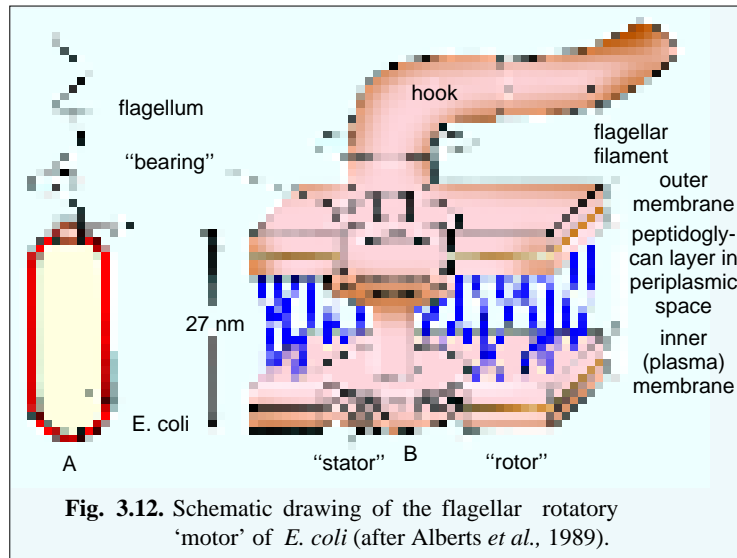 flagellum
hook
"bearing"
flagellar
filament
outer
membrane
peptidogly-
can layer in
periplasmic
space
27 nm
inner
(plasma)
membrane
E. coli
A
"stator"
B
"rotor"
Fig. 3.12. Schematic drawing of the flagellar rotatory
'motor' of E. coli (after Alberts et al., 1989).